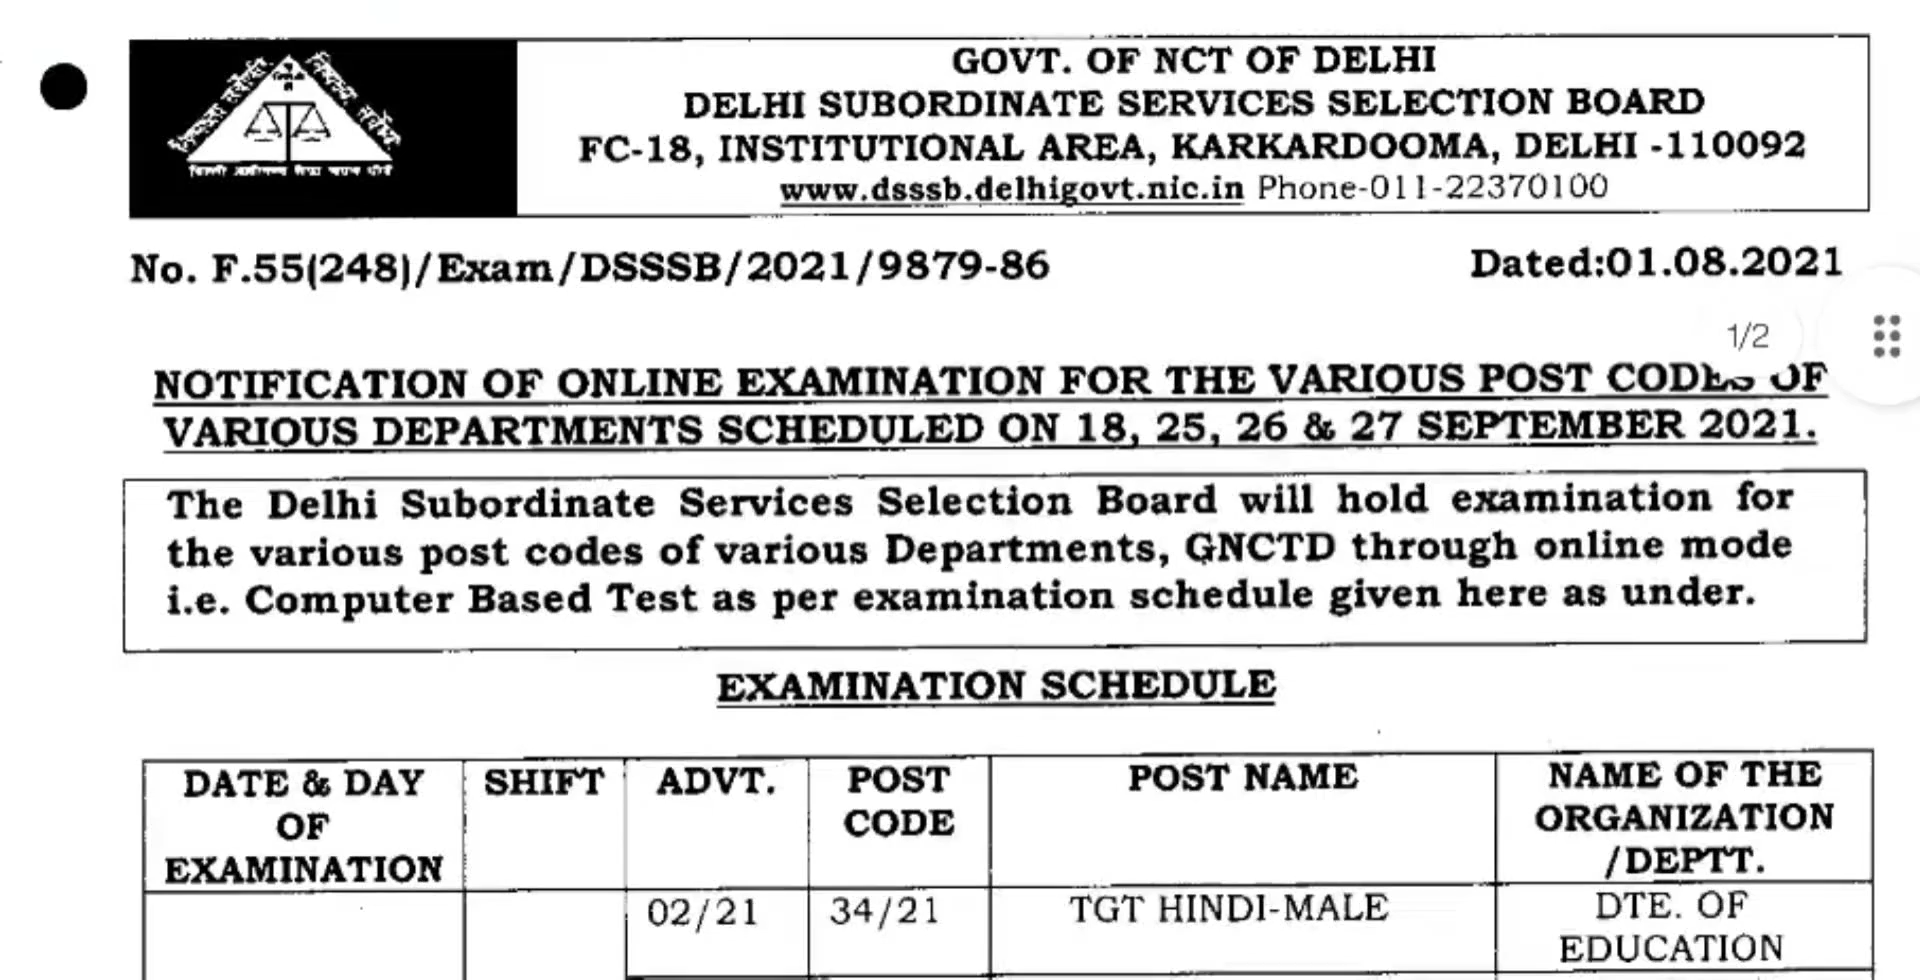 GOVT. OF NCT OF DELHI
DELHI SUBORDINATE SERVICES SELECTION BOARD
FC-18, INSTITUTIONAL AREA, KARKARDOOMA, DELHI -110092
www.dsssb.delhigovt.nic.in Phone-011-22370100
No. F.55(248)/Exam/DSSSB/2021/9879-86 Dated:01.08.2021
1/2
NOTIFICATION OF ONLINE EXAMINATION FOR THE VARIOUS POST CODES OF
VARIOUS DEPARTMENTS SCHEDULED ON 18, 25, 26 & 27 SEPTEMBER 2021.
The Delhi Subordinate Services Selection Board will hold examination for
the various post codes of various Departments, GNCTD through online mode
i.e. Computer Based Test as per examination schedule given here as under.
EXAMINATION SCHEDULE
DATE & DAY OF EXAMINATION SHIFT ADVT. POST CODE POST NAME NAME OF THE ORGANIZATION /DEPTT.
02/21 34/21 TGT HINDI-MALE DTE. OF EDUCATION